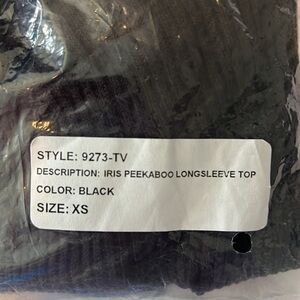 STYLE: 9273-TV
DESCRIPTION: IRIS PEEKABOO LONGSLEEVE TOP
COLOR: BLACK
SIZE: XS